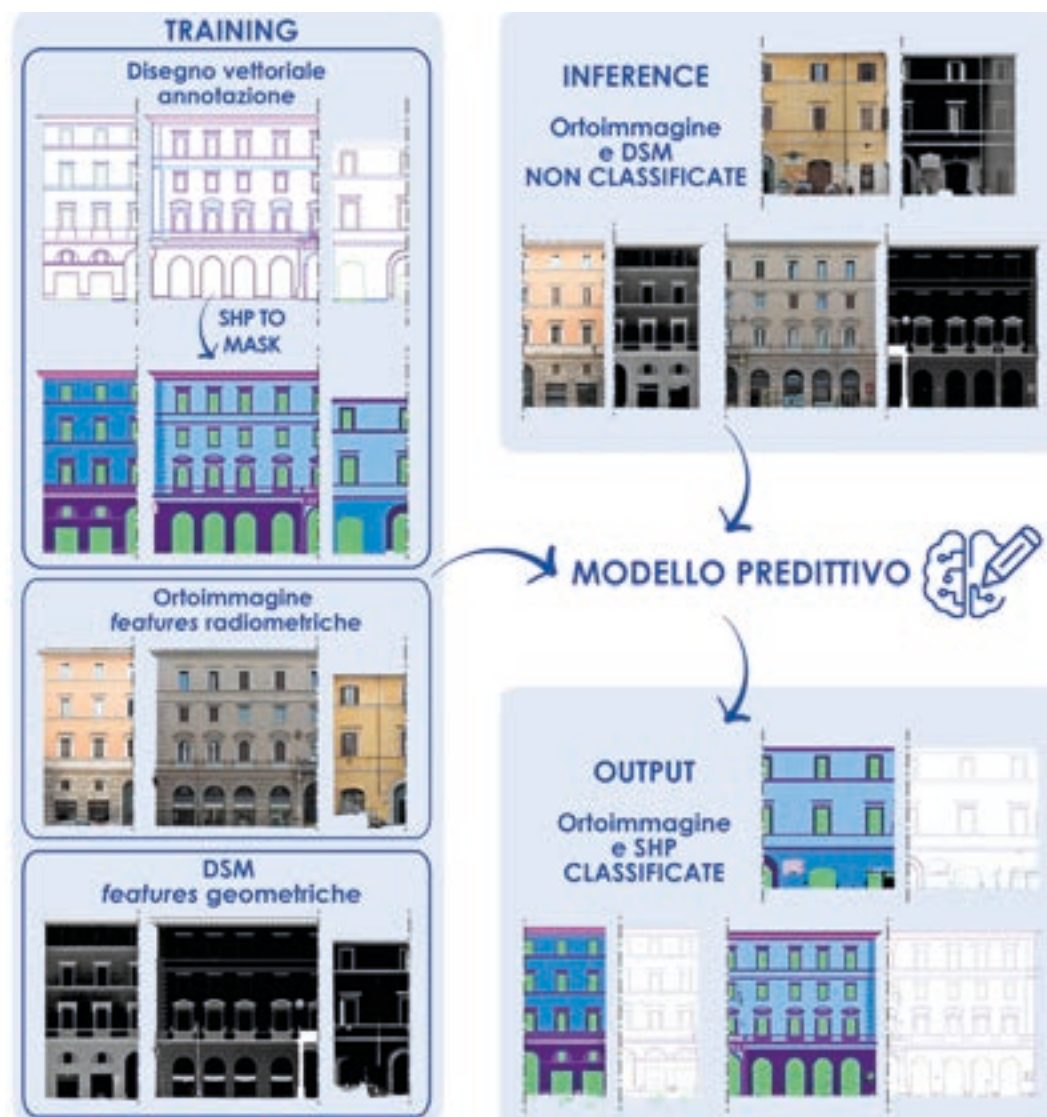 TRAINING
Disegno vettoriale
annotazione
SHP TO
MASK
Ortoimmagine
features radiometriche
DSM
features geometriche
INFERENCE
Ortoimmagine
e DSM
NON CLASSIFICATE
MODELLO PREDITTIVO
OUTPUT
Ortoimmagine
e SHP
CLASSIFICATE